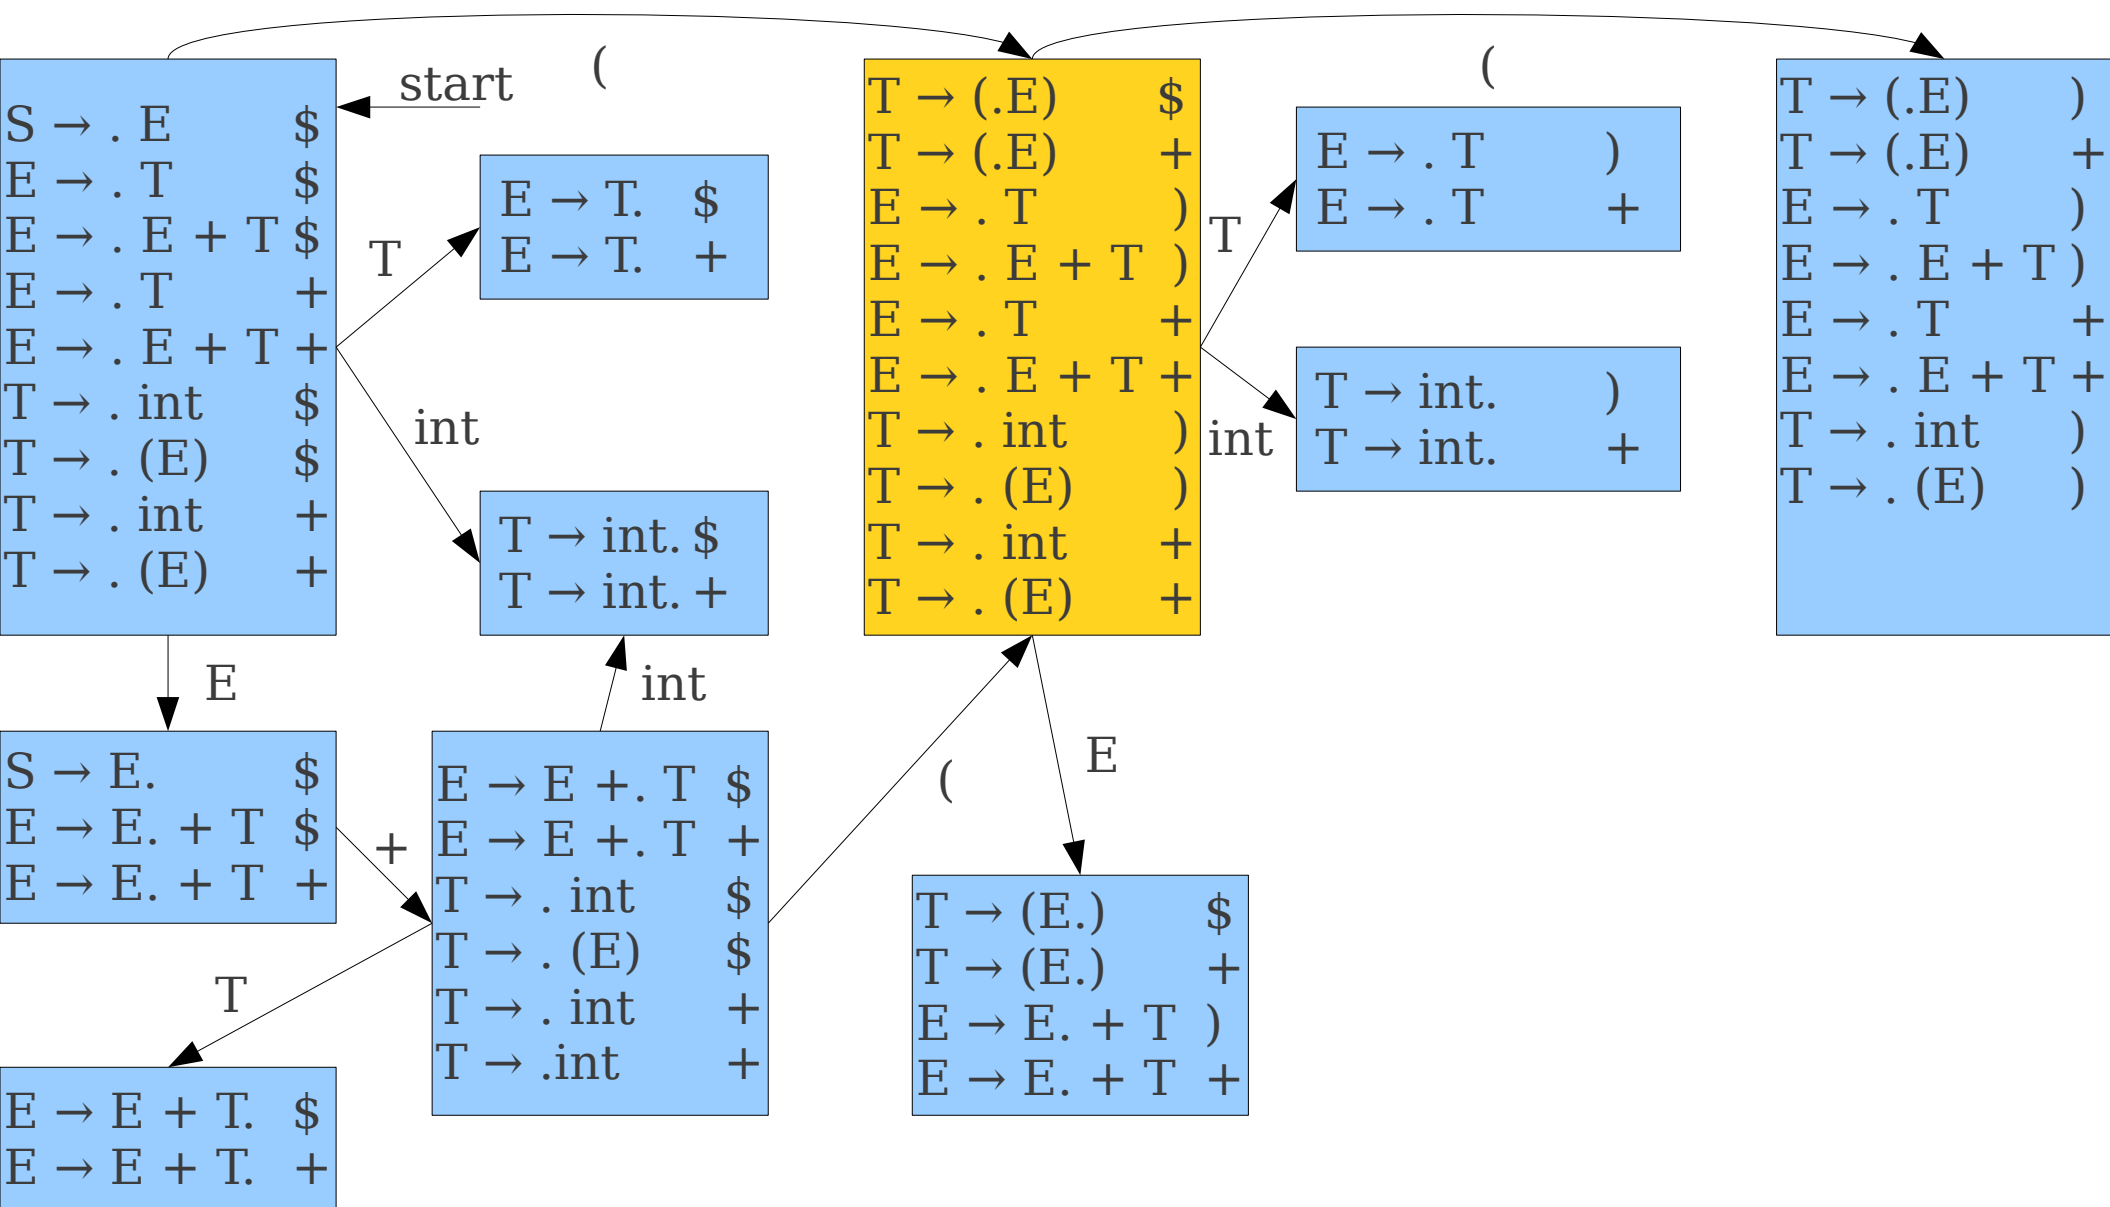 start
(
(
S → . E $
E → . T $
E → . E + T $
E → . T +
E → . E + T +
T → . int $
T → . (E) $
T → . int +
T → . (E) +
T
E → T. $
E → T. +
int
T → int. $
T → int. +
T → (.E) $
T → (.E) +
E → . T )
E → . E + T )
E → . T +
E → . E + T +
T → . int )
T → . (E) )
T → . int +
T → . (E) +
T
E → . T )
E → . T +
int
T → int. )
T → int. +
T → (.E) )
T → (.E) +
E → . T )
E → . E + T )
E → . T +
E → . E + T +
T → . int )
T → . (E) )
E
int
S → E. $
E → E. + T $
E → E. + T +
+
E → E +. T $
E → E +. T +
T → . int $
T → . (E) $
T → . int +
T → .int +
(
E
T → (E.) $
T → (E.) +
E → E. + T )
E → E. + T +
T
E → E + T. $
E → E + T. +